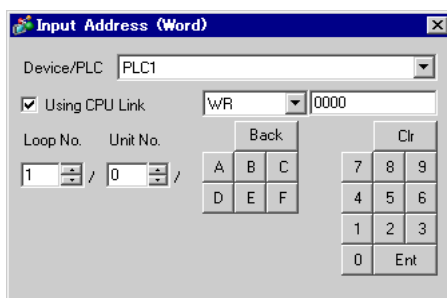 Input Address (Word)
Device/PLC PLC1
Using CPU Link WR 0000
Loop No. Unit No. Back Clr
1 / 0 / A B C 7 8 9
D E F 4 5 6
1 2 3
0 Ent